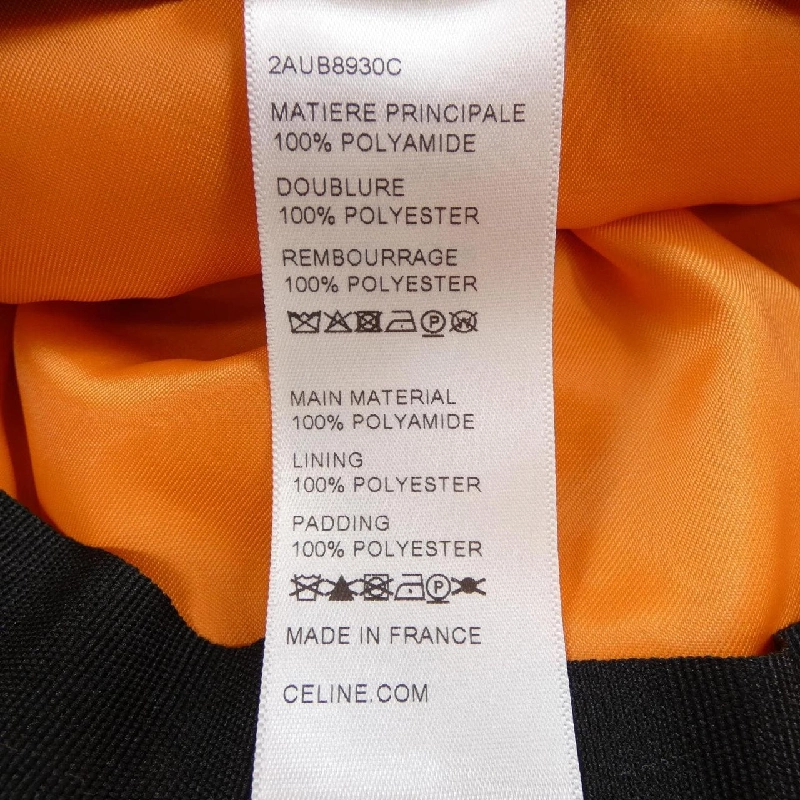 2AUB8930C
MATIERE PRINCIPALE
100% POLYAMIDE
DOUBLURE
100% POLYESTER
REMBOURRAGE
100% POLYESTER
P
MAIN MATERIAL
100% POLYAMIDE
LINING
100% POLYESTER
PADDING
100% POLYESTER
P
MADE IN FRANCE
CELINE.COM